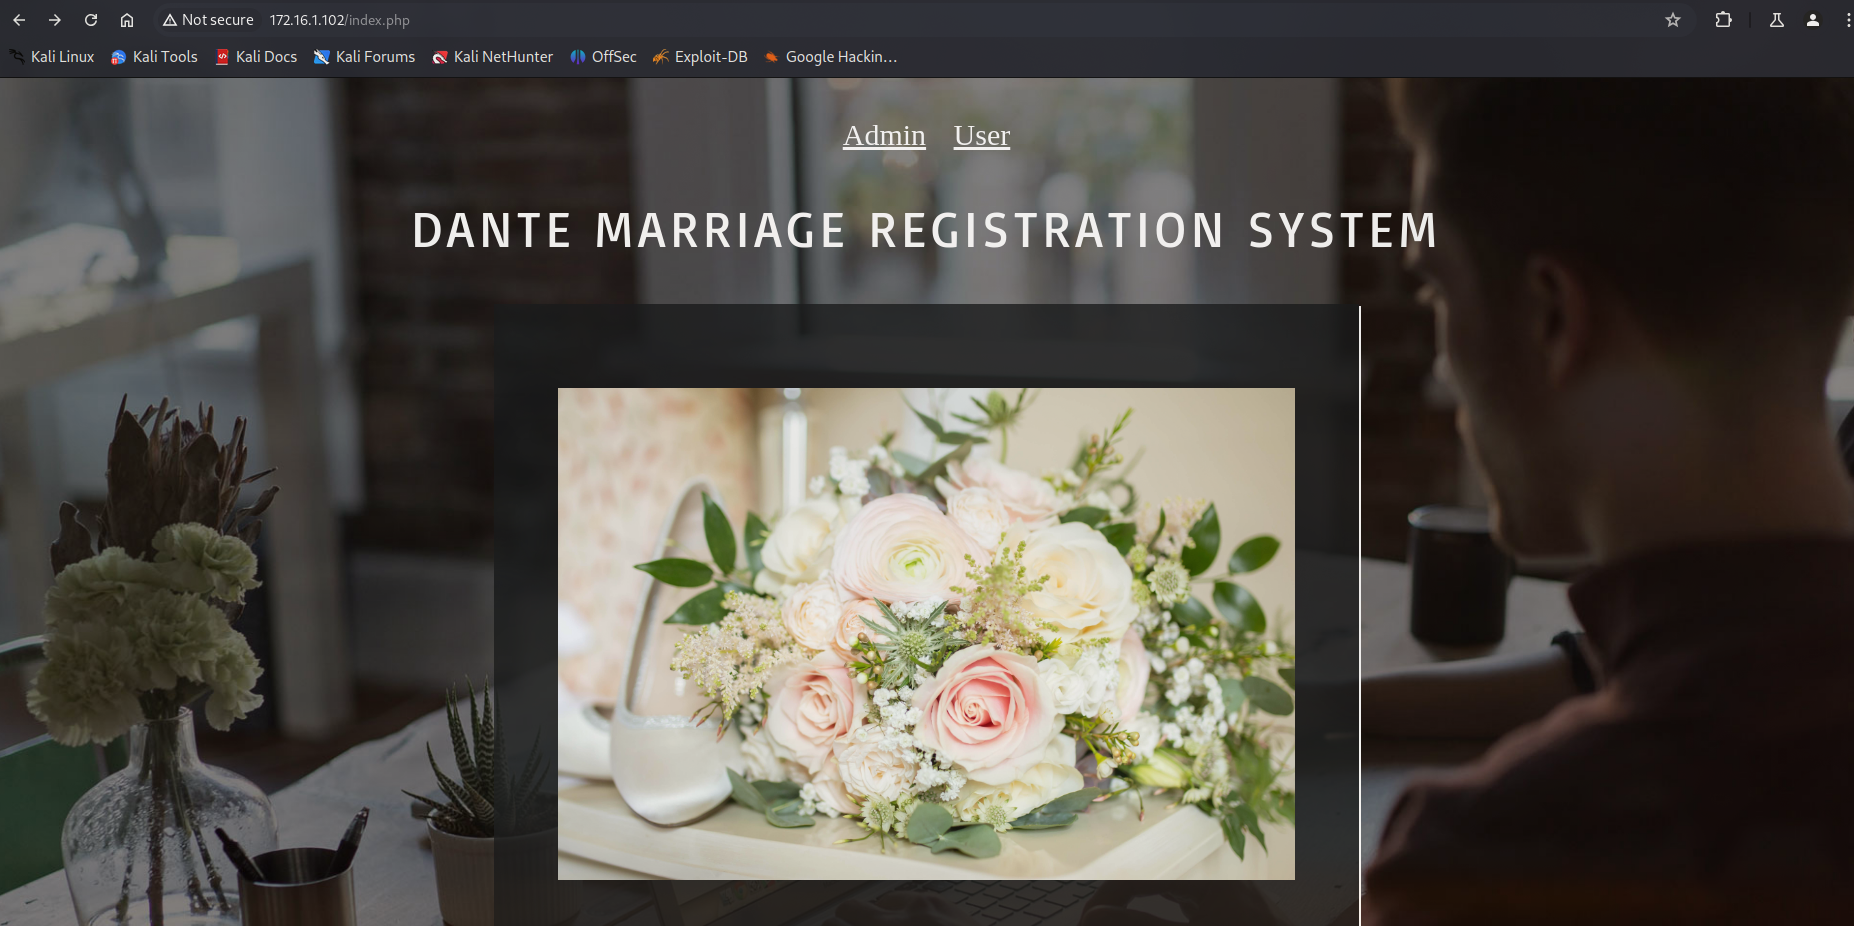 Not secure 172.16.1.102/index.php
Kali Linux Kali Tools Kali Docs Kali Forums Kali NetHunter OffSec Exploit-DB Google Hackin…
Admin User
DANTE MARRIAGE REGISTRATION SYSTEM